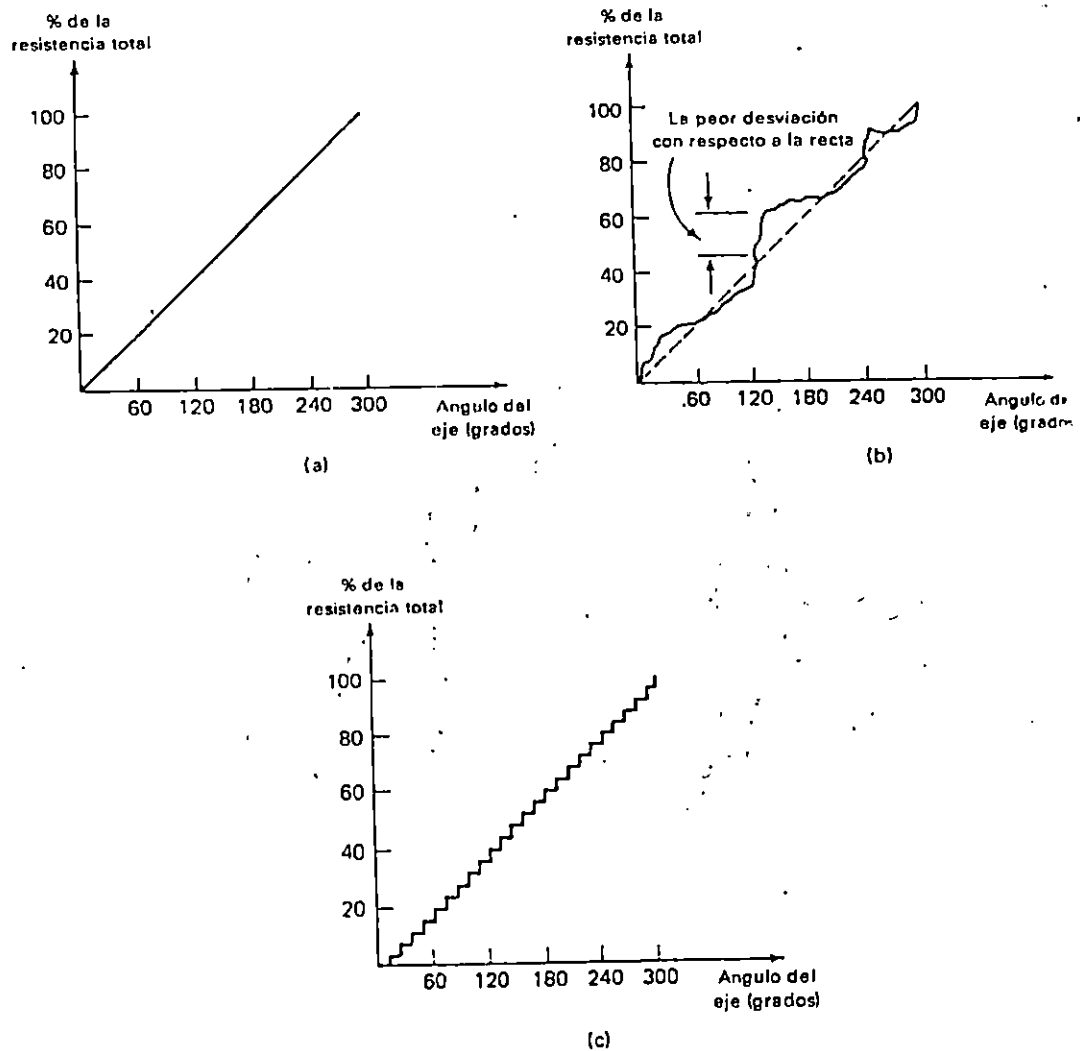 % de la
resistencia total
100
80
60
40
20
60 120 180 240 300
Angulo del
eje (grados)
(a)
% de la
resistencia total
100
80
60
40
20
La peor desviación
con respecto a la recta
.60 120 180 240 300
Angulo
eje
(b)
% de la
resistencia total
100
80
60
40
20
60 120 180 240 300
Angulo del
eje (grados)
(c)